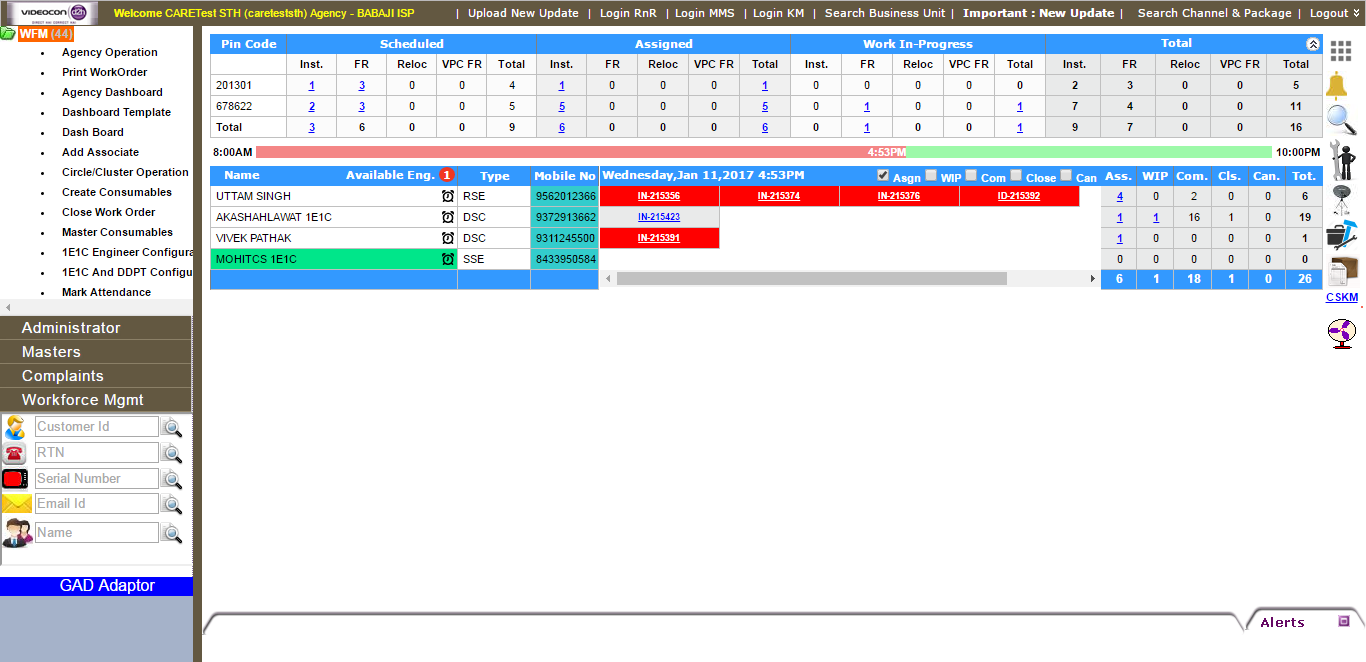 VIDEOCON d2h
DIRECT HAI CORRECT HAI
Welcome CARETest STH (careteststh) Agency - BABAJI ISP | Upload New Update | Login RnR | Login MMS | Login KM | Search Business Unit | Important : New Update | Search Channel & Package | Logout
WFM (44)
Agency Operation
Print WorkOrder
Agency Dashboard
Dashboard Template
Dash Board
Add Associate
Circle/Cluster Operation
Create Consumables
Close Work Order
Master Consumables
1E1C Engineer Configura
1E1C And DDPT Configu
Mark Attendance
Administrator
Masters
Complaints
Workforce Mgmt
Customer Id
RTN
Serial Number
Email Id
Name
GAD Adaptor
Pin Code Scheduled Assigned Work In-Progress Total
Inst. FR Reloc VPC FR Total Inst. FR Reloc VPC FR Total Inst. FR Reloc VPC FR Total Inst. FR Reloc VPC FR Total
201301 1 3 0 0 4 1 0 0 0 1 0 0 0 0 0 2 3 0 0 5
678622 2 3 0 0 5 5 0 0 0 5 0 1 0 0 1 7 4 0 0 11
Total 3 6 0 0 9 6 0 0 0 6 0 1 0 0 1 9 7 0 0 16
8:00AM 4:53PM 10:00PM
Name Available Eng. 1 Type Mobile No Wednesday,Jan 11,2017 4:53PM Asgn WIP Com Close Can Ass. WIP Com. Cls. Can. Tot.
UTTAM SINGH RSE 9562012366 IN-215356 IN-215374 IN-215376 ID-215392 4 0 2 0 0 6
AKASHAHLAWAT 1E1C DSC 9372913662 IN-215423 1 1 16 1 0 19
VIVEK PATHAK DSC 9311245500 IN-215391 1 0 0 0 0 1
MOHITCS 1E1C SSE 8433950584 0 0 0 0 0 0
6 1 18 1 0 26
CSKM
Alerts